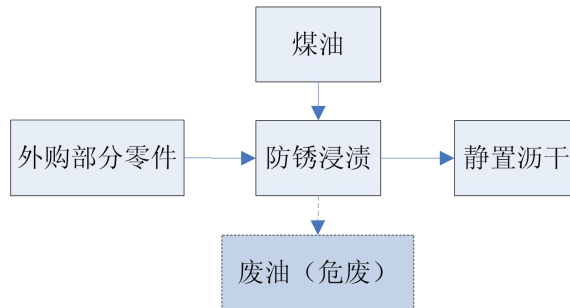 煤油
外购部分零件
防锈浸渍
静置沥干
废油（危废）